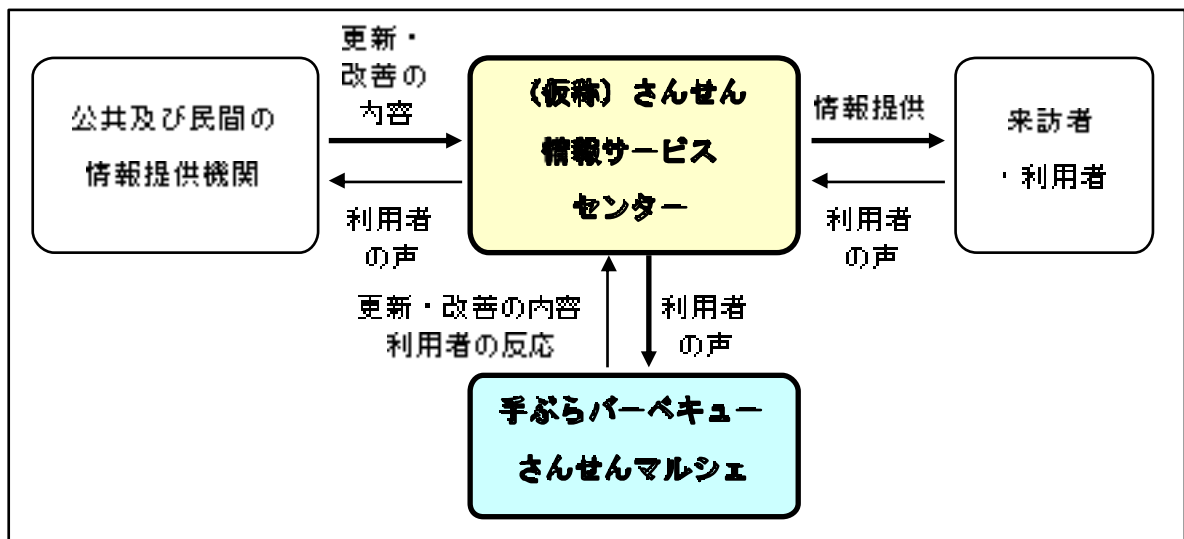 更新・
改善の
内容
公共及び民間の
情報提供機関
利用者
の声
（仮称）さんせん
情報サービス
センター
情報提供
利用者
の声
来訪者
・利用者
更新・改善の内容
利用者の反応
利用者
の声
手ぶらバーベキュー
さんせんマルシェ